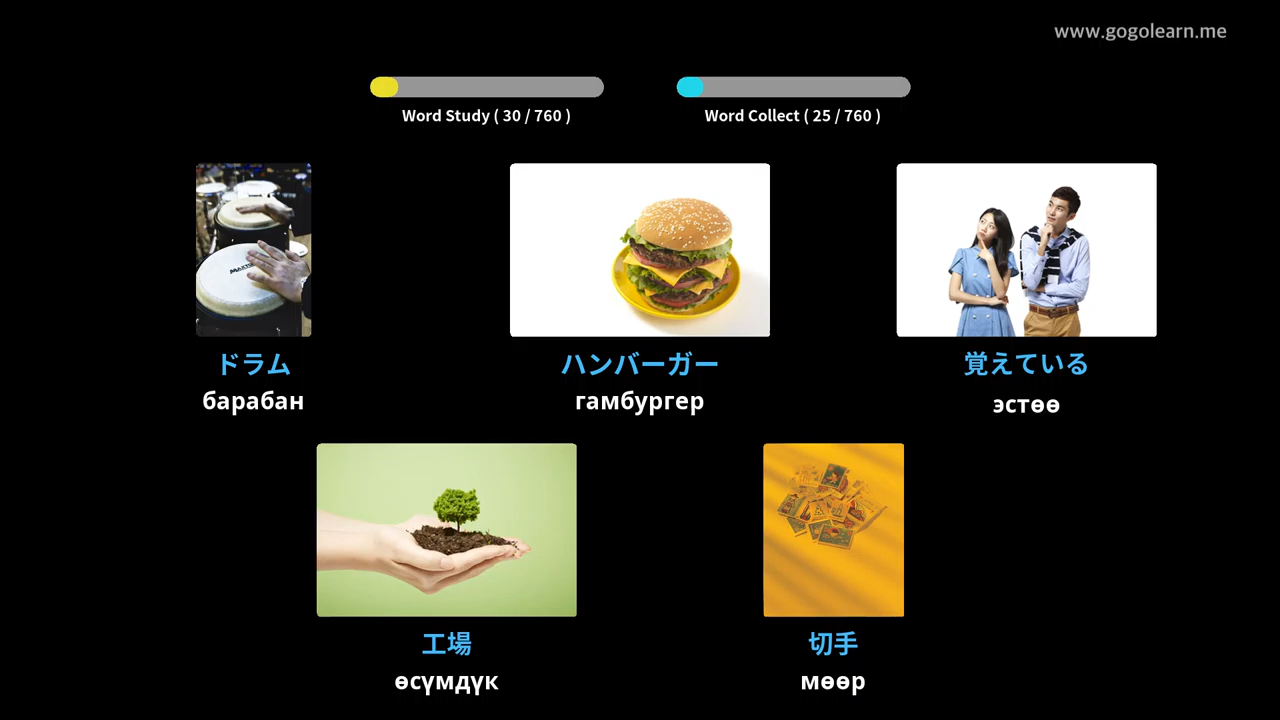 www.gogolearn.me
Word Study ( 30 / 760 )
Word Collect ( 25 / 760 )
ドラム
барабан
ハンバーガー
гамбургер
覚えている
эстөө
工場
өсүмдүк
切手
мөөр